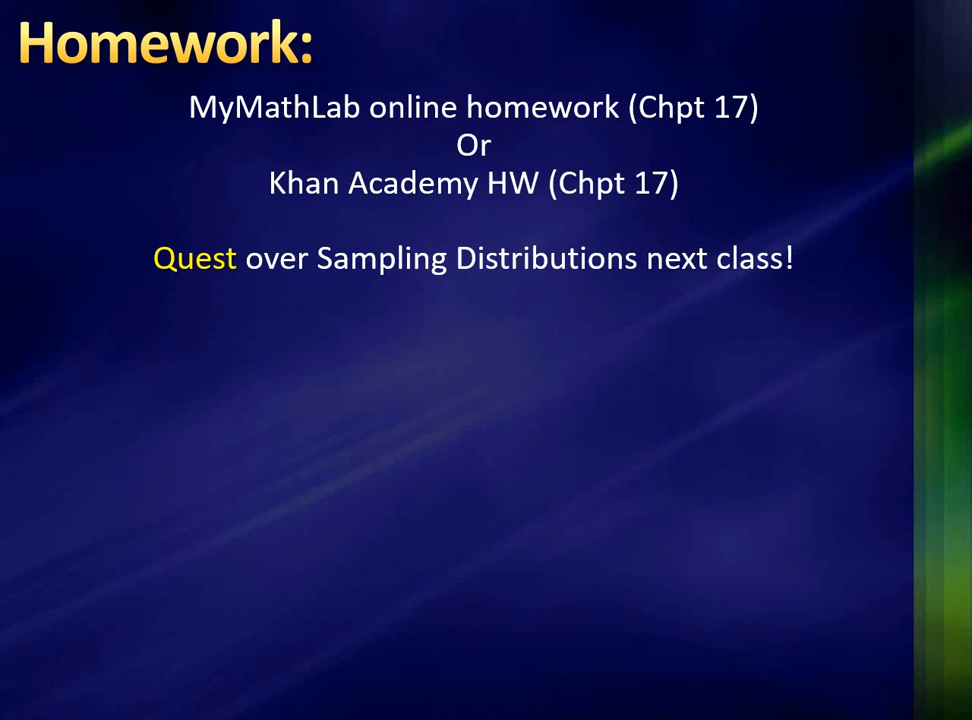 Homework:
MyMathLab online homework (Chpt 17)
Or
Khan Academy HW (Chpt 17)
Quest over Sampling Distributions next class!